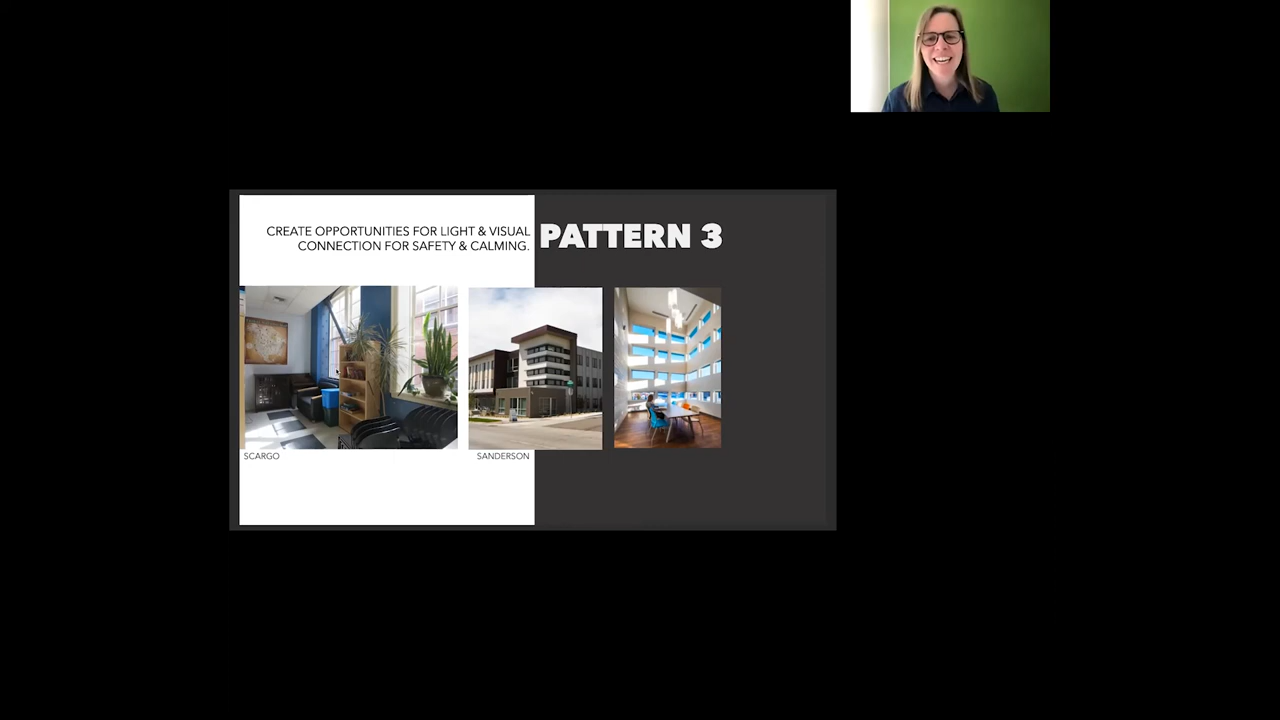 CREATE OPPORTUNITIES FOR LIGHT & VISUAL
CONNECTION FOR SAFETY & CALMING.
PATTERN 3
SCARGO
SANDERSON